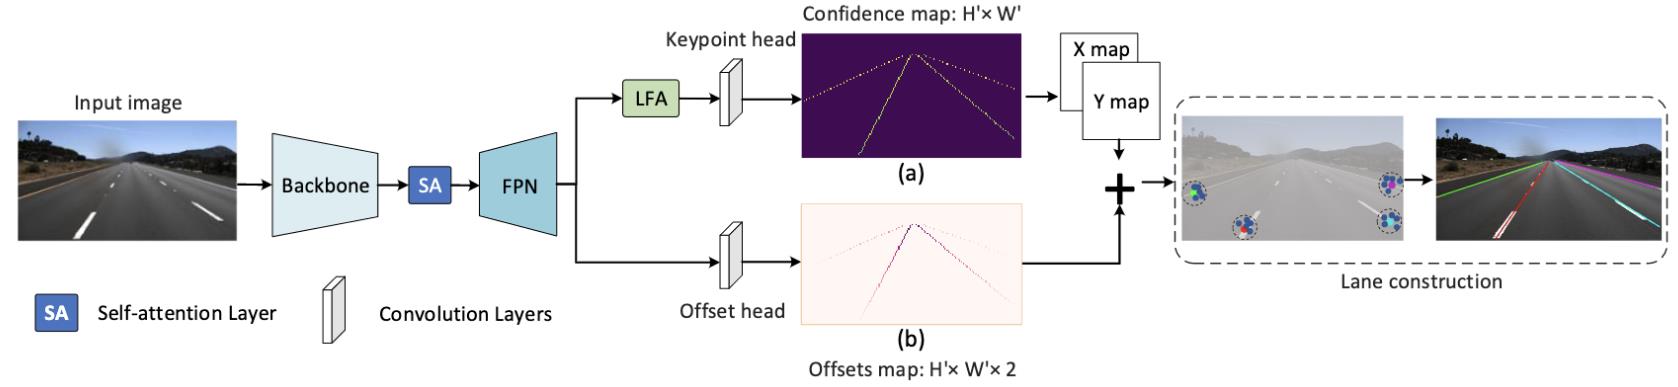 Confidence map: H'× W'
Keypoint head
X map
Y map
Input image
LFA
(a)
Backbone
SA
FPN
Lane construction
SA
Self-attention Layer
Convolution Layers
Offset head
(b)
Offsets map: H'× W'× 2